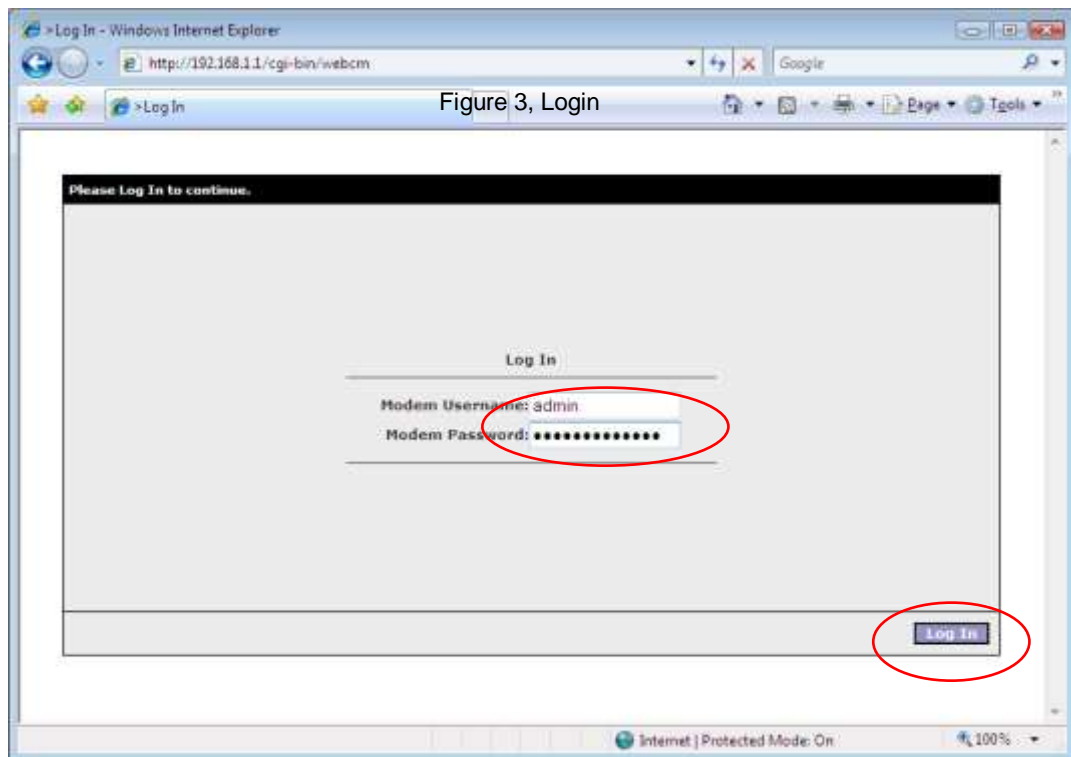 >Log In - Windows Internet Explorer
http://192.168.1.1/cgi-bin/webcm
Google
>Log In
Figure 3, Login
Page
Tools
Please Log In to continue.
Log In
Modem Username: admin
Modem Password: •••••••••••••
Log In
Internet | Protected Mode: On
100%